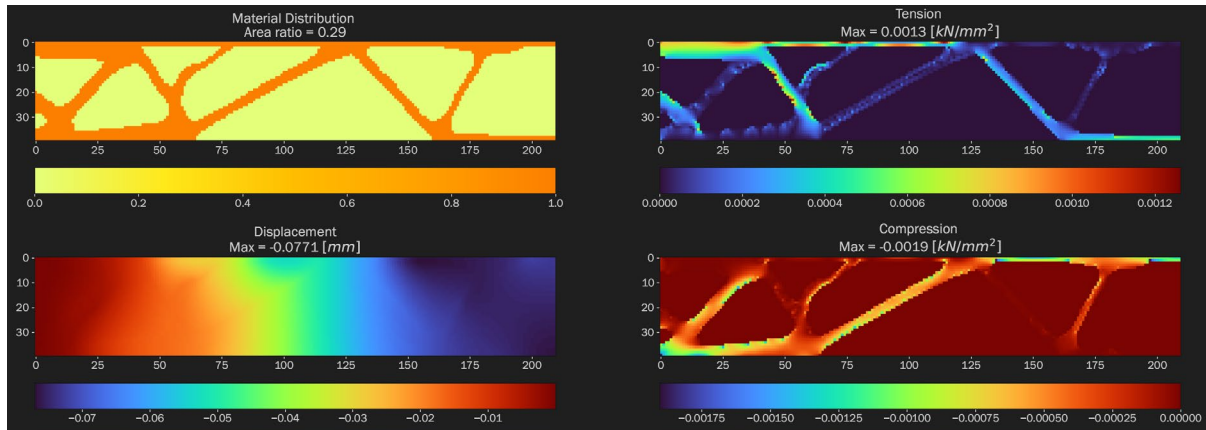 Material Distribution
Area ratio = 0.29
0
10
20
30
0 25 50 75 100 125 150 175 200
0.0 0.2 0.4 0.6 0.8 1.0
Tension
Max = 0.0013 [kN/mm²]
0
10
20
30
0 25 50 75 100 125 150 175 200
0.0000 0.0002 0.0004 0.0006 0.0008 0.0010 0.0012
Displacement
Max = -0.0771 [mm]
0
10
20
30
0 25 50 75 100 125 150 175 200
−0.07 −0.06 −0.05 −0.04 −0.03 −0.02 −0.01
Compression
Max = -0.0019 [kN/mm²]
0
10
20
30
0 25 50 75 100 125 150 175 200
−0.00175 −0.00150 −0.00125 −0.00100 −0.00075 −0.00050 −0.00025 0.00000